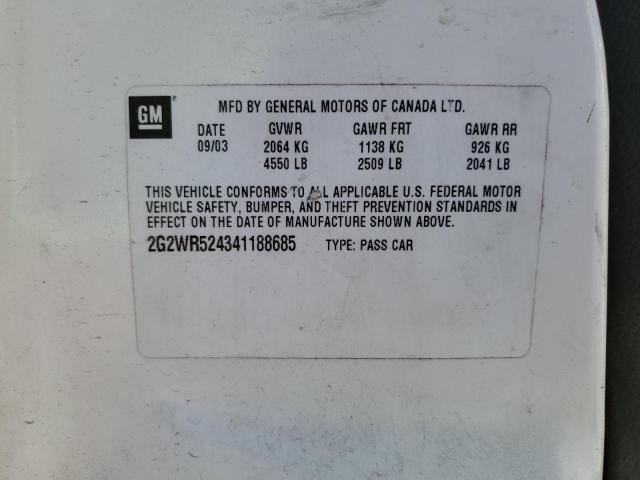 GM
MFD BY GENERAL MOTORS OF CANADA LTD.
DATE GVWR GAWR FRT GAWR RR
09/03 2064 KG 1138 KG 926 KG
4550 LB 2509 LB 2041 LB
THIS VEHICLE CONFORMS TO ALL APPLICABLE U.S. FEDERAL MOTOR
VEHICLE SAFETY, BUMPER, AND THEFT PREVENTION STANDARDS IN
EFFECT ON THE DATE OF MANUFACTURE SHOWN ABOVE.
2G2WR524341188685 TYPE: PASS CAR